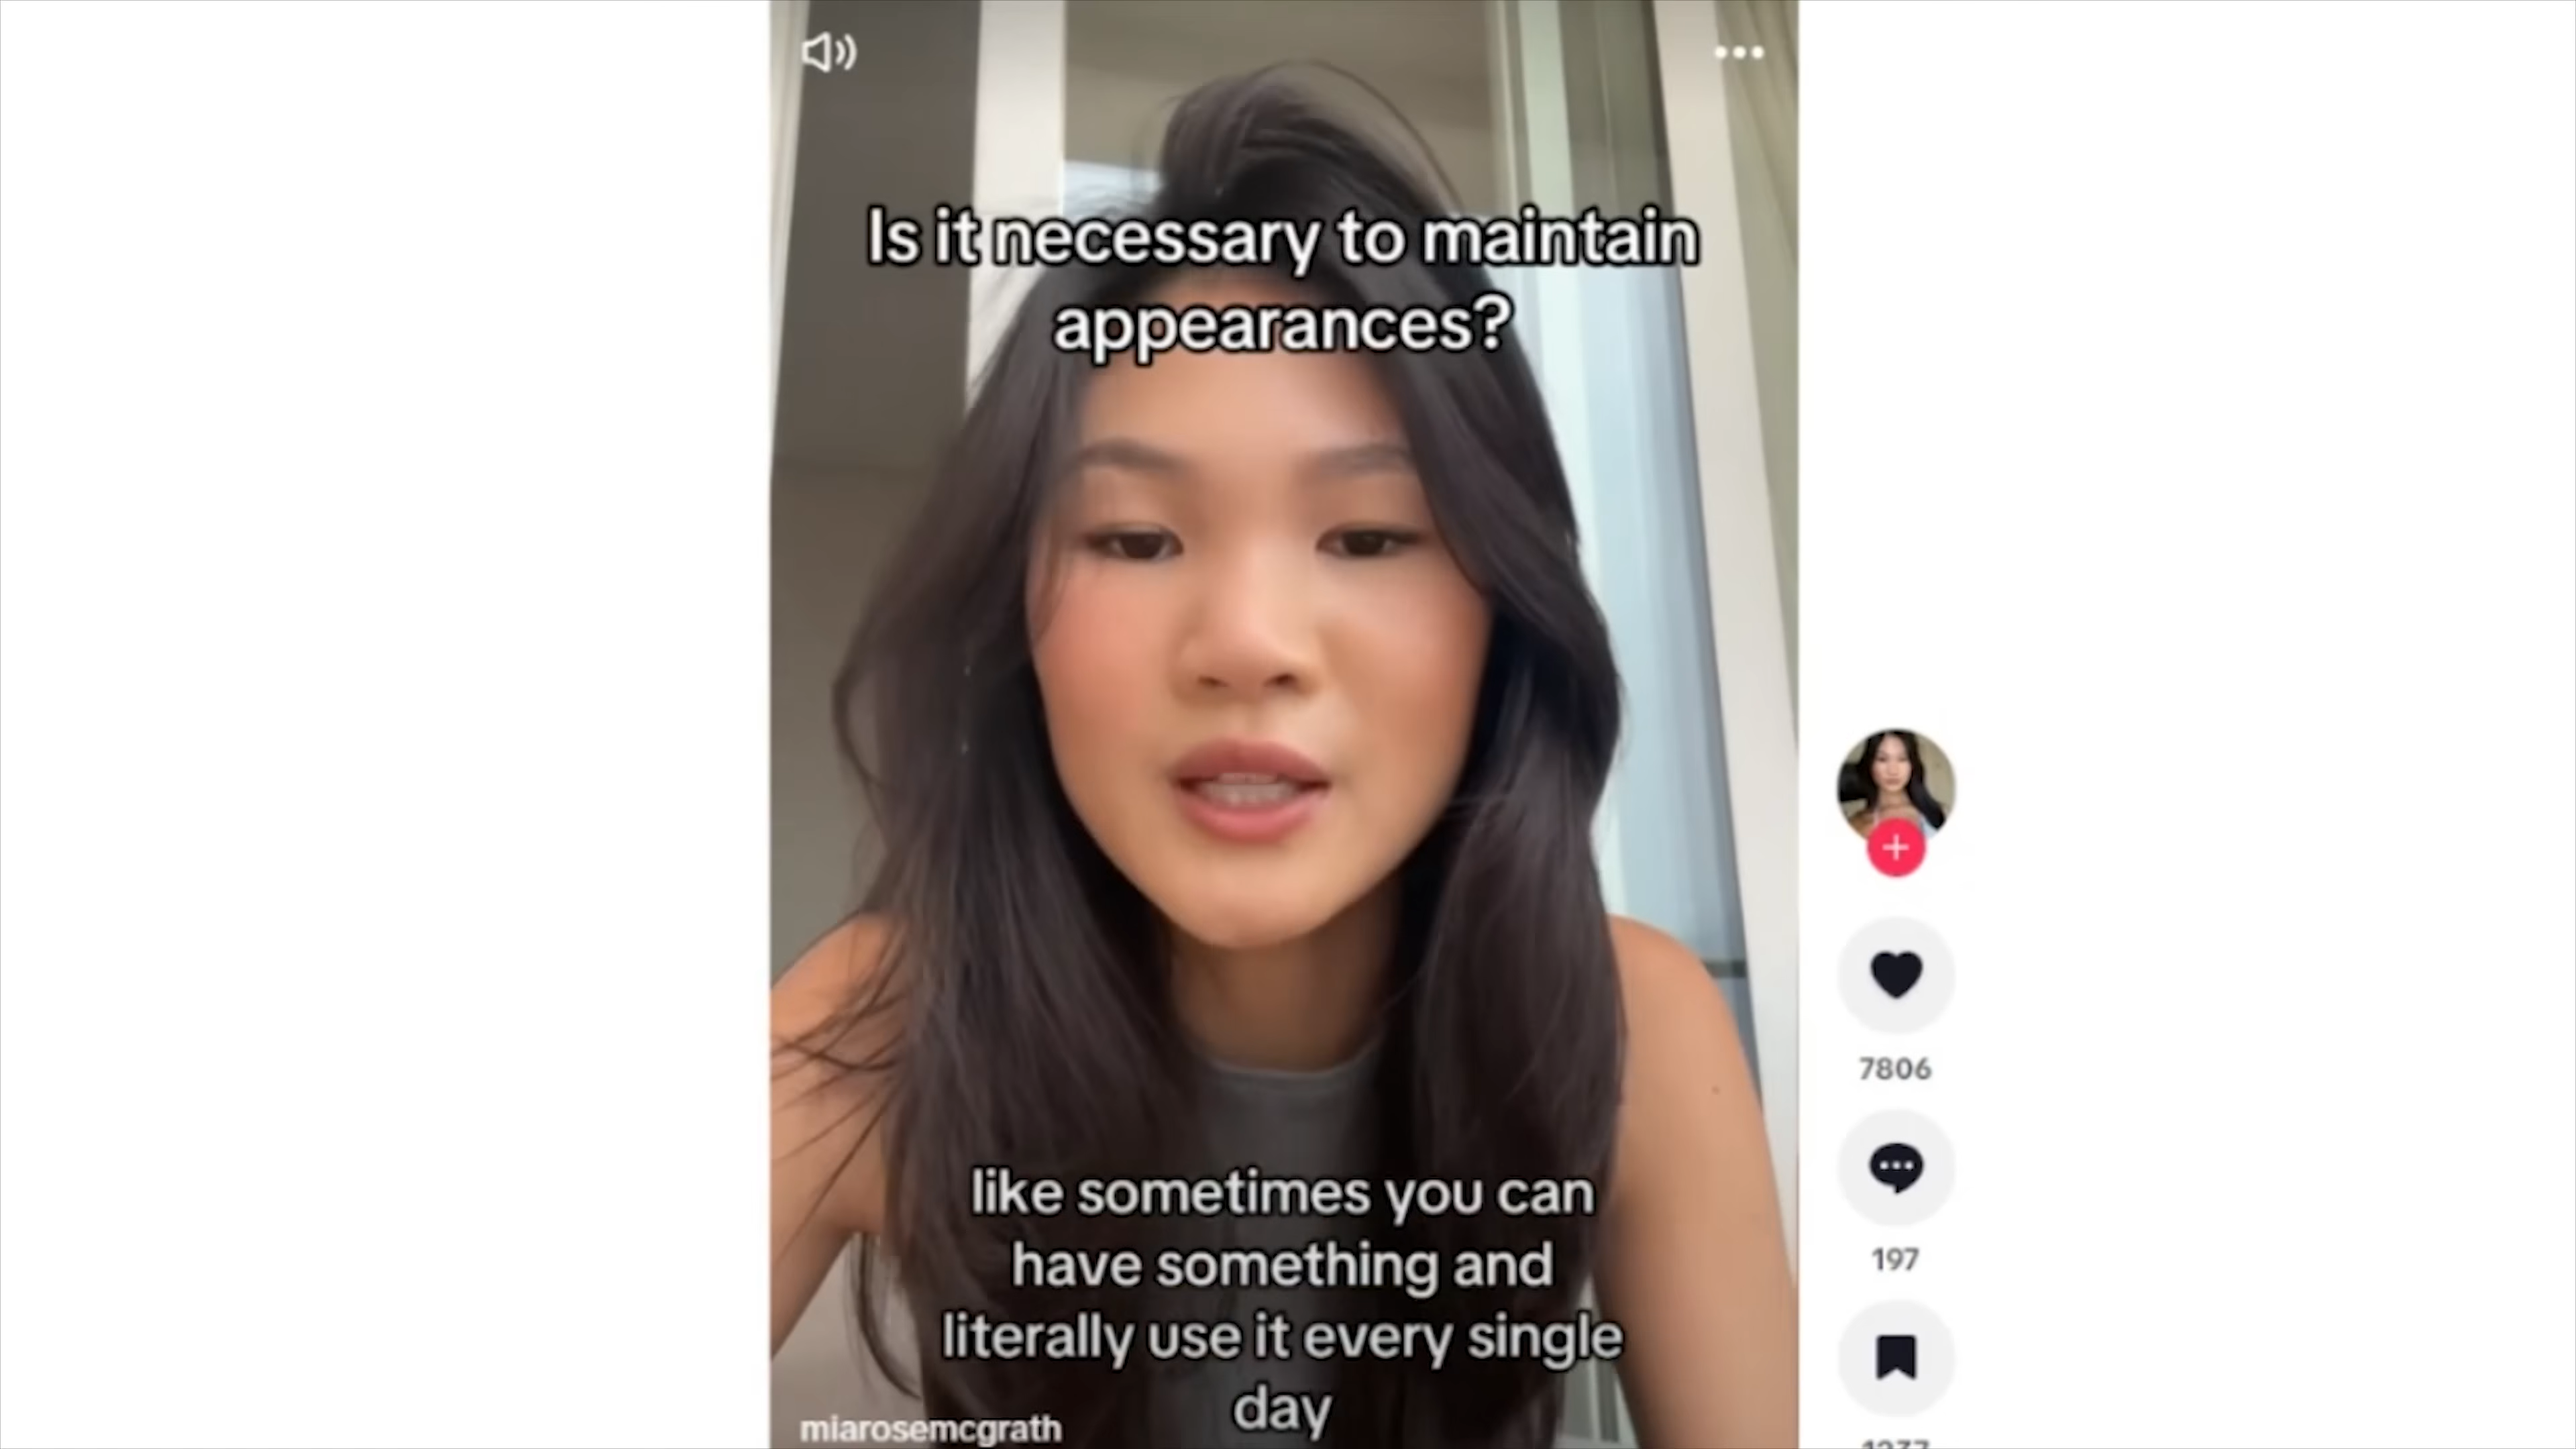 Is it necessary to maintain
appearances?
like sometimes you can
have something and
literally use it every single
day
miarosemcgrath
7806
197